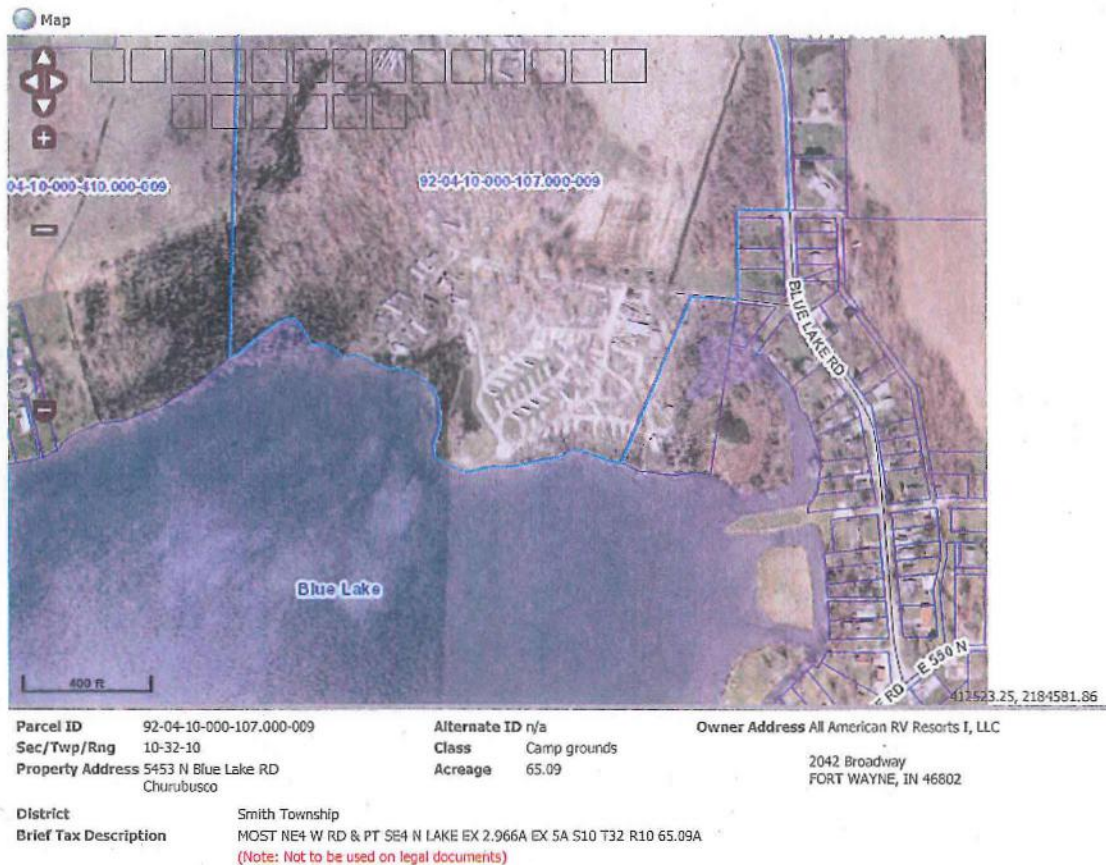 Map
04-10-000-410.000-009
92-04-10-000-107.000-009
BLUE LAKE RD
Blue Lake
400 ft
E RD
E 550 N
412523.25, 2184581.86
Parcel ID 92-04-10-000-107.000-009 Alternate ID n/a Owner Address All American RV Resorts I, LLC
Sec/Twp/Rng 10-32-10 Class Camp grounds
Property Address 5453 N Blue Lake RD Acreage 65.09 2042 Broadway
Churubusco FORT WAYNE, IN 46802
District Smith Township
Brief Tax Description MOST NE4 W RD & PT SE4 N LAKE EX 2.966A EX 5A S10 T32 R10 65.09A
(Note: Not to be used on legal documents)